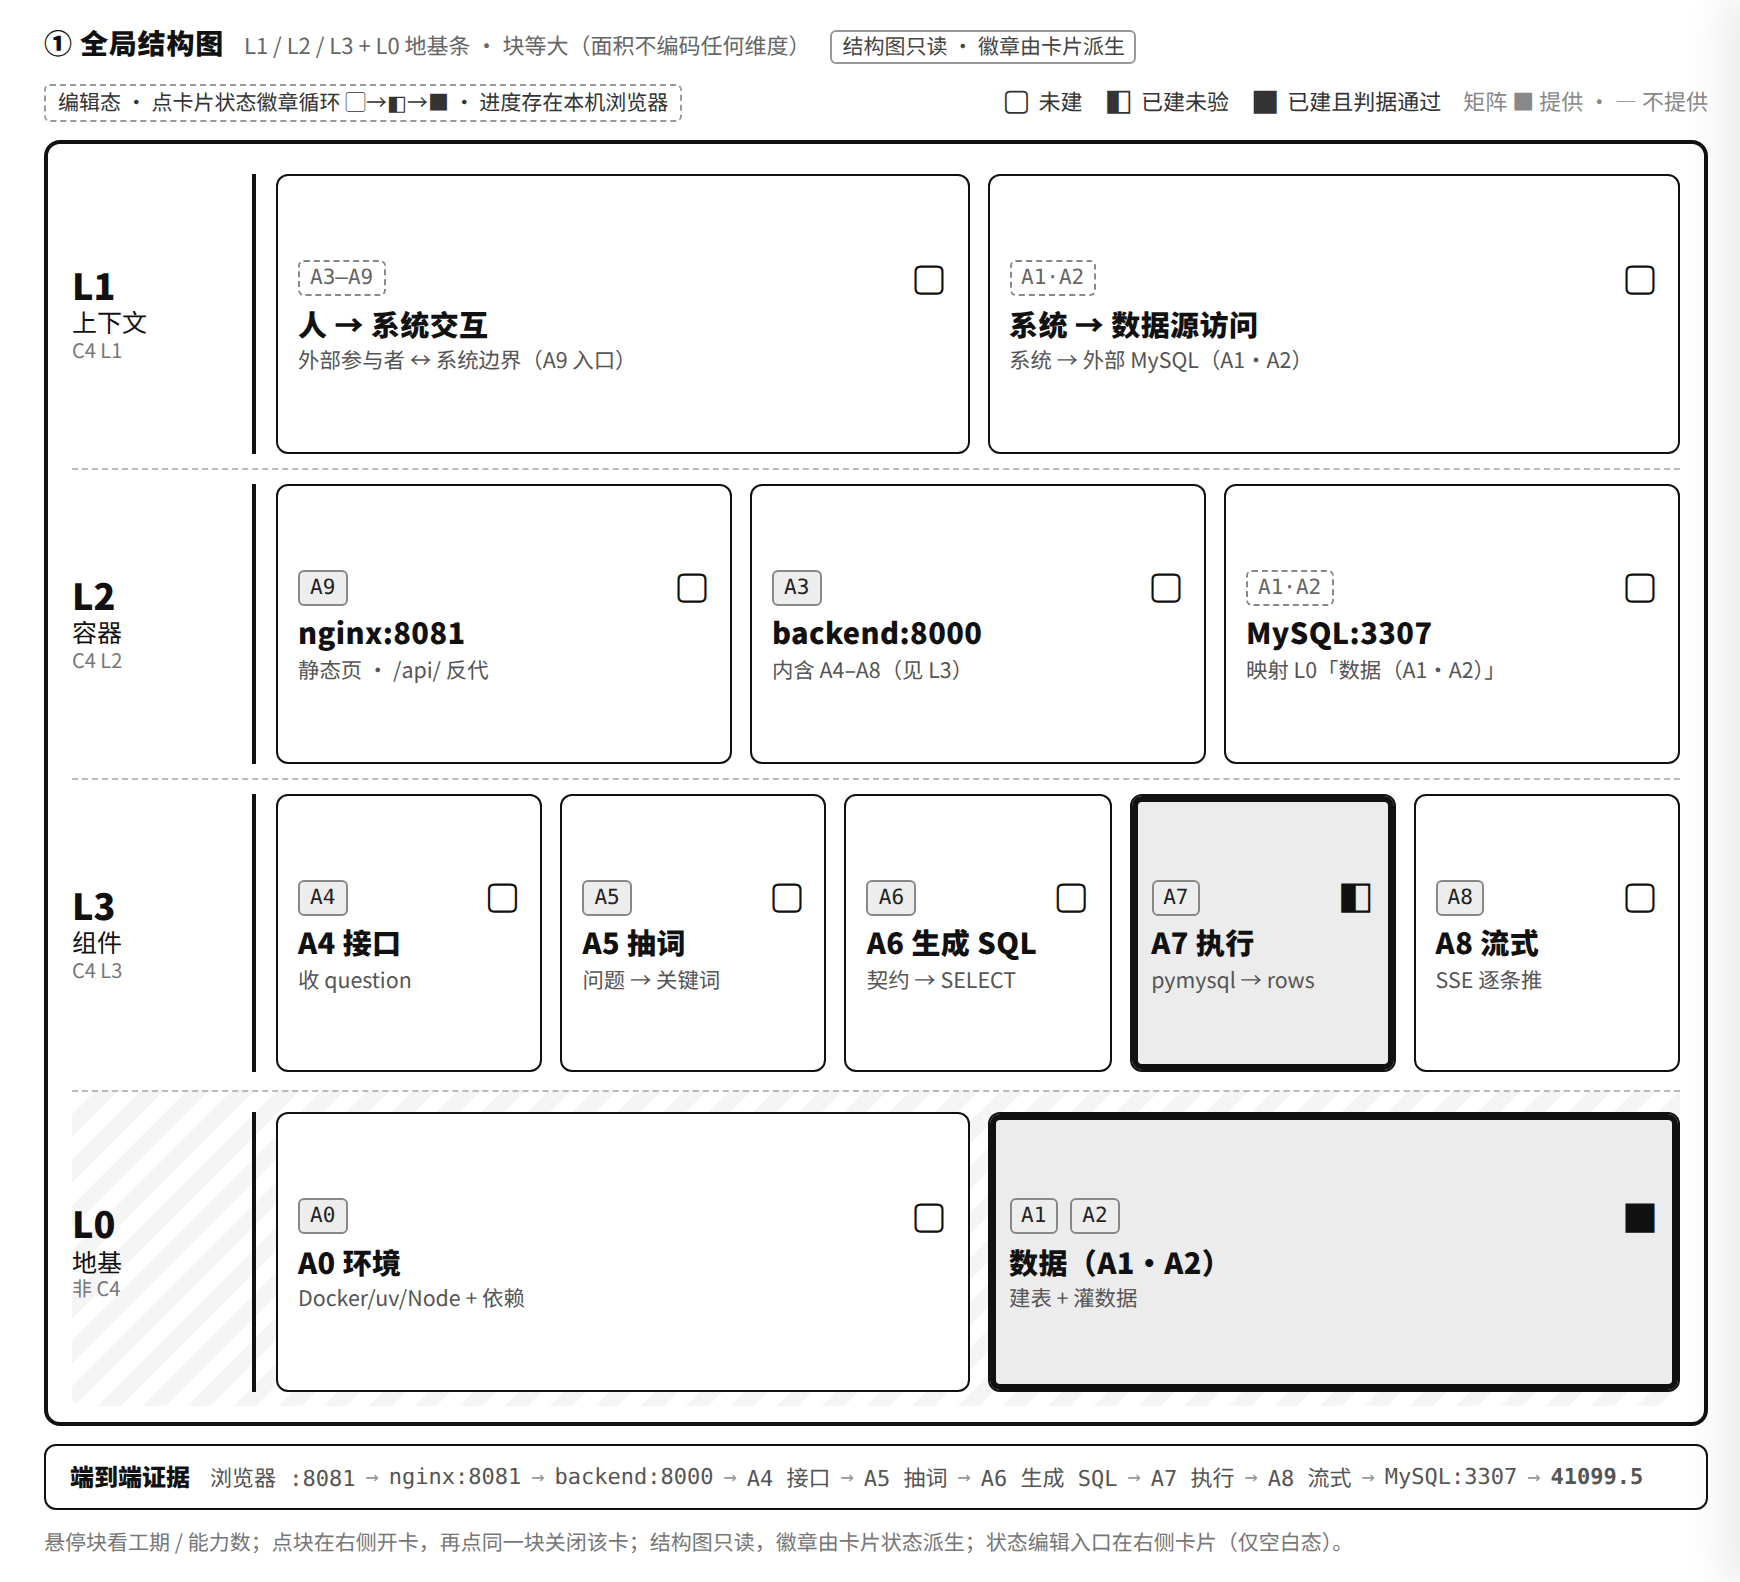 ① 全局结构图 L1 / L2 / L3 + L0 地基条 · 块等大（面积不编码任何维度） 结构图只读 · 徽章由卡片派生
编辑态 · 点卡片状态徽章循环 ▢→◧→■ · 进度存在本机浏览器
▢ 未建 ◧ 已建未验 ■ 已建且判据通过 矩阵 ■ 提供 · — 不提供
L1
上下文
C4 L1
A3—A9
人 → 系统交互
外部参与者 ↔ 系统边界（A9 入口）
A1·A2
系统 → 数据源访问
系统 → 外部 MySQL（A1·A2）
L2
容器
C4 L2
A9
nginx:8081
静态页 · /api/ 反代
A3
backend:8000
内含 A4–A8（见 L3）
A1·A2
MySQL:3307
映射 L0「数据（A1·A2）」
L3
组件
C4 L3
A4
A4 接口
收 question
A5
A5 抽词
问题 → 关键词
A6
A6 生成 SQL
契约 → SELECT
A7
A7 执行
pymysql → rows
A8
A8 流式
SSE 逐条推
L0
地基
非 C4
A0
A0 环境
Docker/uv/Node + 依赖
A1 A2
数据（A1·A2）
建表 + 灌数据
端到端证据 浏览器 :8081 → nginx:8081 → backend:8000 → A4 接口 → A5 抽词 → A6 生成 SQL → A7 执行 → A8 流式 → MySQL:3307 → 41099.5
悬停块看工期 / 能力数；点块在右侧开卡，再点同一块关闭该卡；结构图只读，徽章由卡片状态派生；状态编辑入口在右侧卡片（仅空白态）。